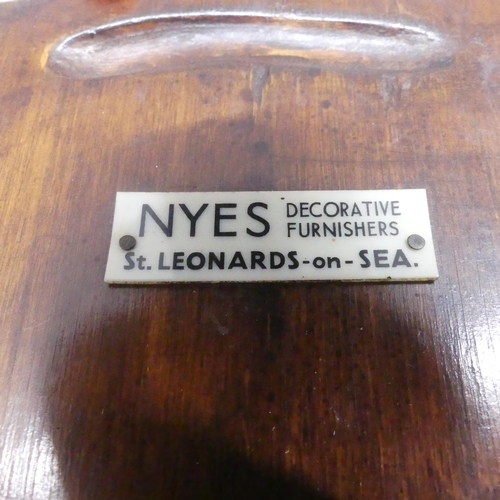 NYES DECORATIVE
FURNISHERS
St. LEONARDS-on-SEA.